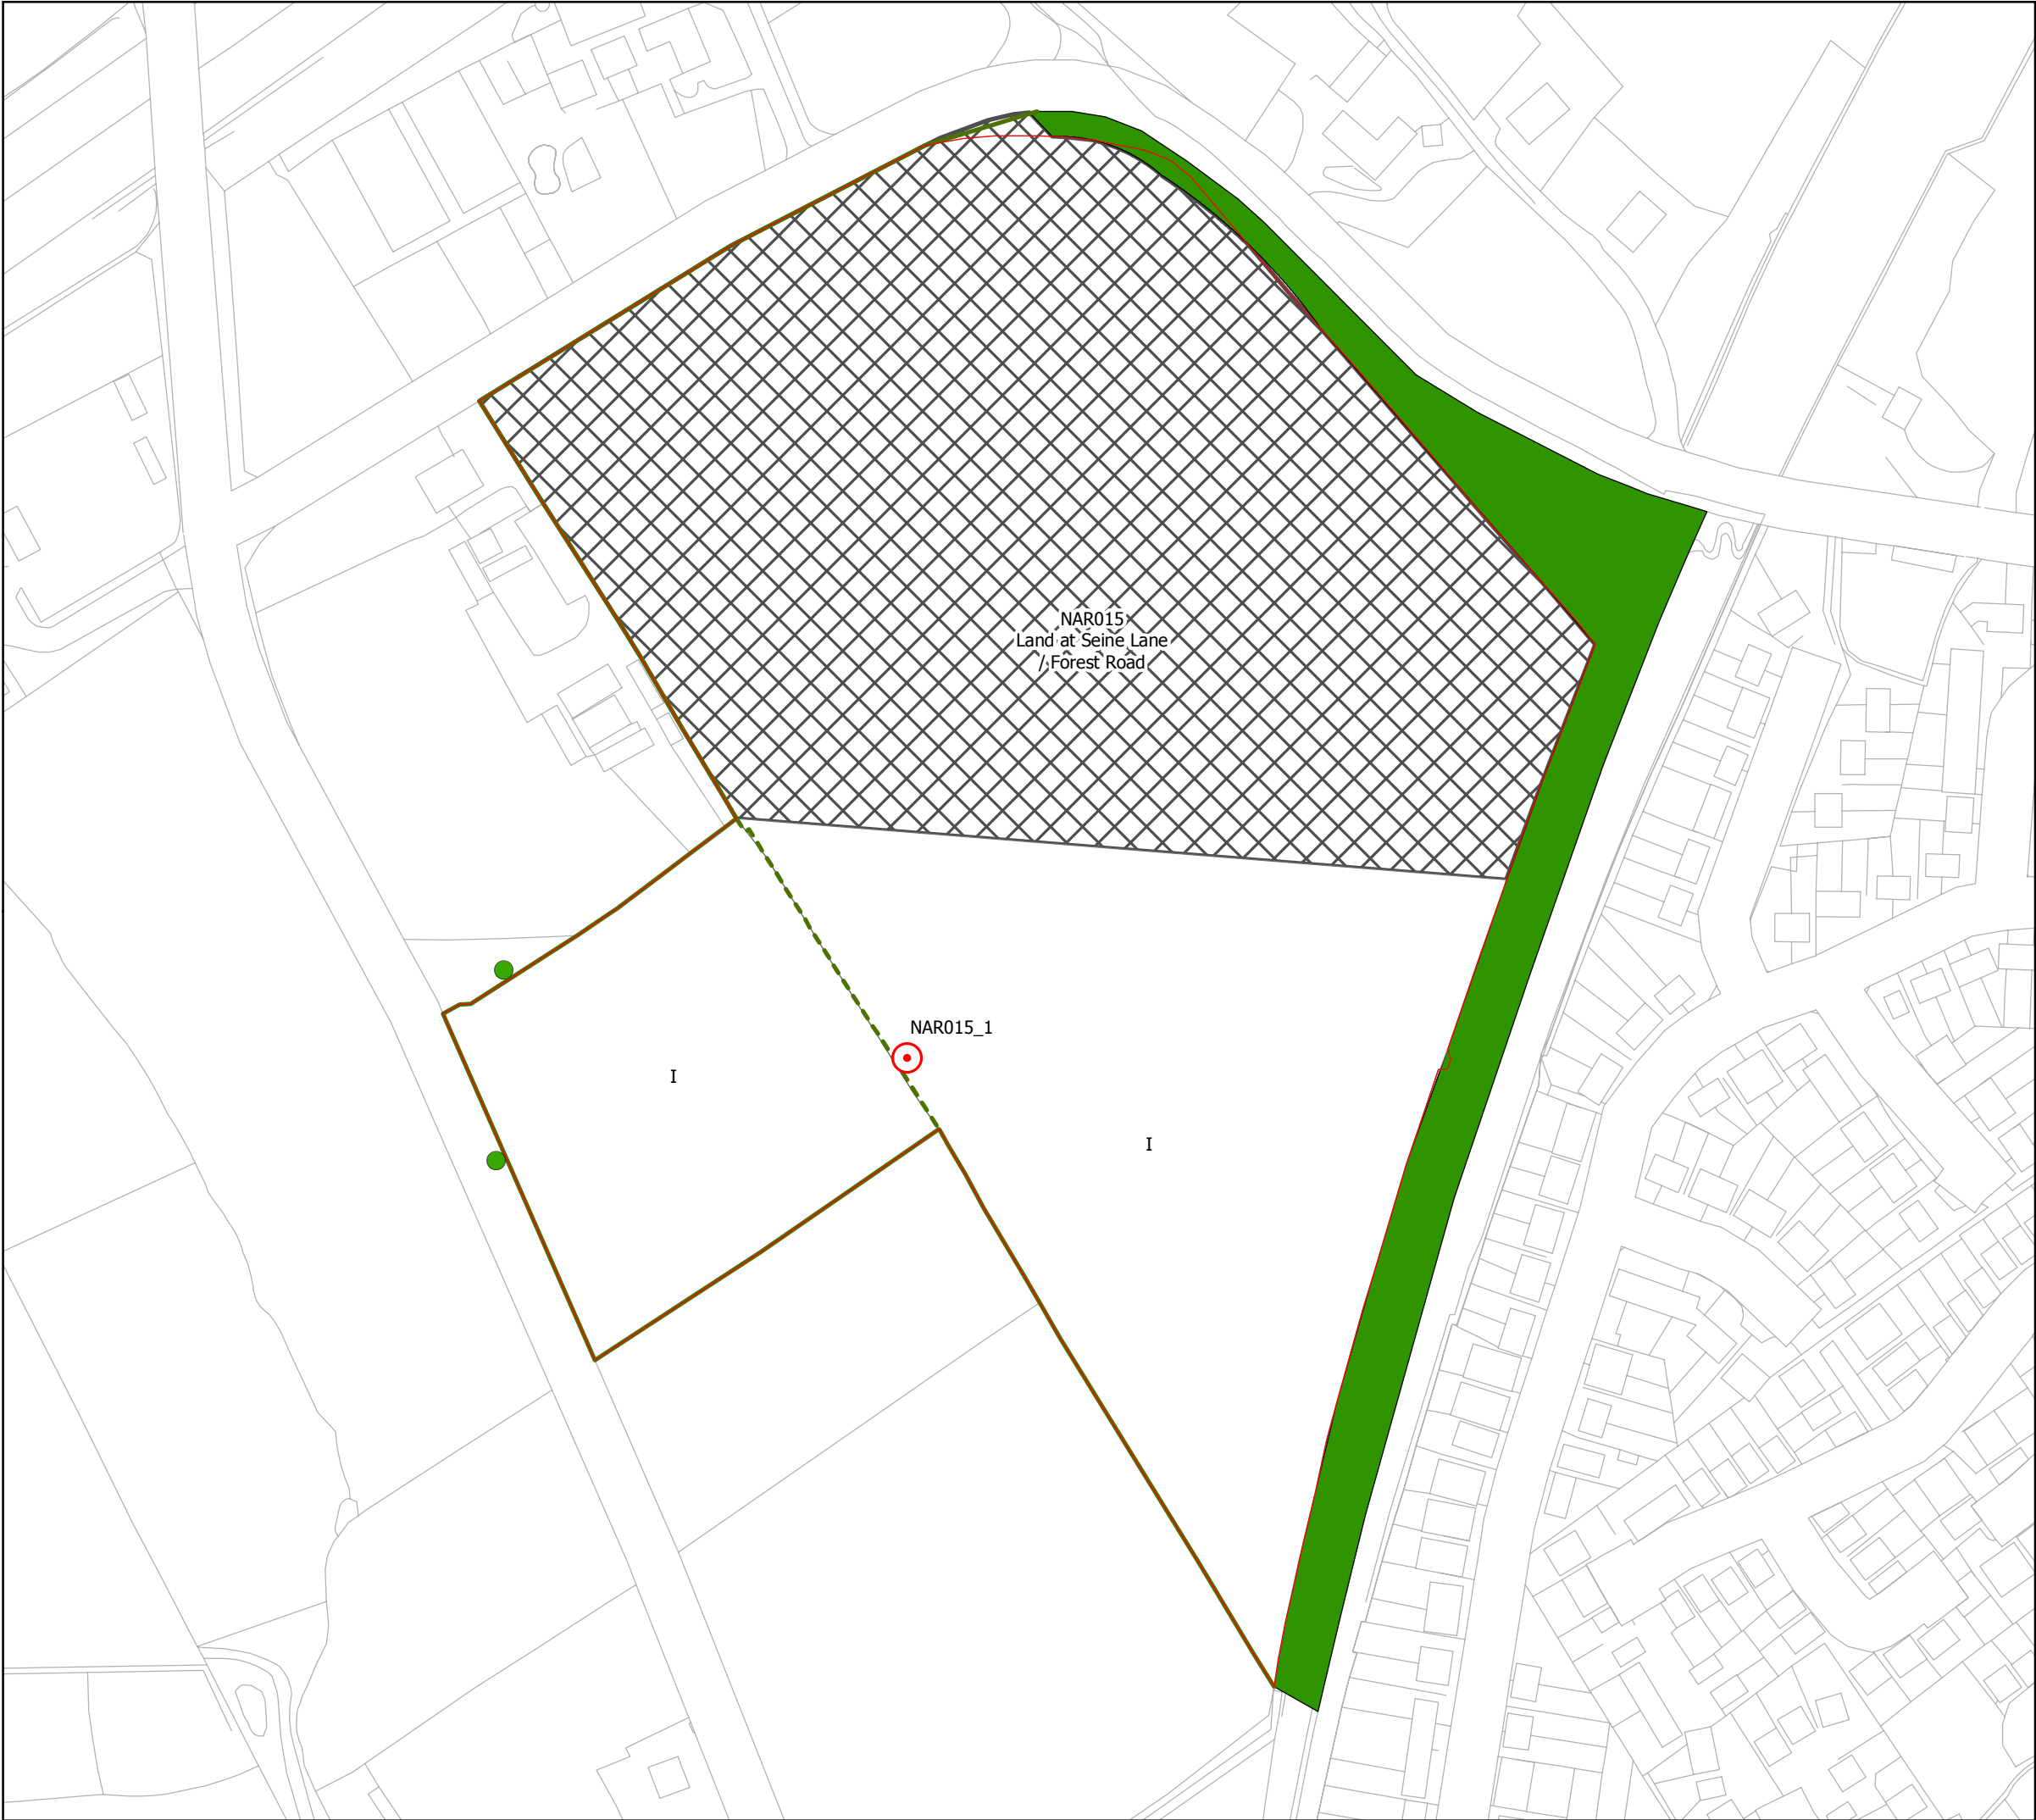 NAR015
Land at Seine Lane
/ Forest Road
NAR015_1
I
I